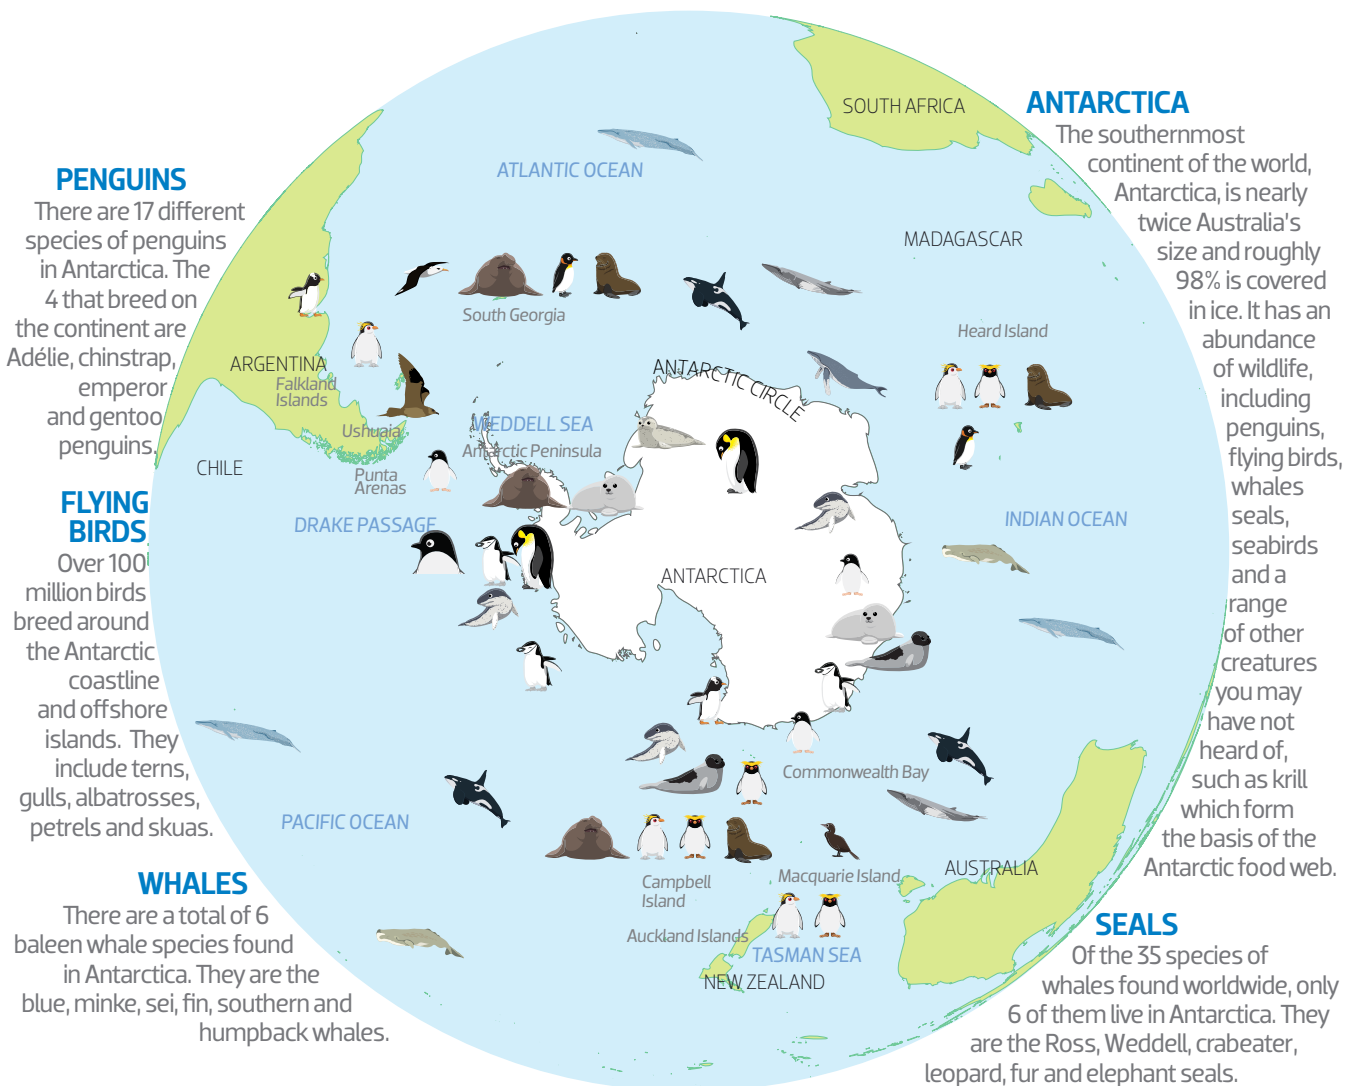 PENGUINS
There are 17 different
species of penguins
in Antarctica. The
4 that breed on
the continent are
Adélie, chinstrap,
emperor
and gentoo
penguins.
FLYING
BIRDS
Over 100
million birds
breed around
the Antarctic
coastline
and offshore
islands. They
include terns,
gulls, albatrosses,
petrels and skuas.
WHALES
There are a total of 6
baleen whale species found
in Antarctica. They are the
blue, minke, sei, fin, southern and
humpback whales.
SOUTH AFRICA
ATLANTIC OCEAN
MADAGASCAR
South Georgia
Heard Island
ARGENTINA
Falkland
Islands
ANTARCTIC CIRCLE
Ushuaia
WEDDELL SEA
Antarctic Peninsula
CHILE
Punta
Arenas
DRAKE PASSAGE
INDIAN OCEAN
ANTARCTICA
Commonwealth Bay
PACIFIC OCEAN
Campbell
Island
Macquarie Island
AUSTRALIA
Auckland Islands
TASMAN SEA
NEW ZEALAND
ANTARCTICA
The southernmost
continent of the world,
Antarctica, is nearly
twice Australia's
size and roughly
98% is covered
in ice. It has an
abundance
of wildlife,
including
penguins,
flying birds,
whales
seals,
seabirds
and a
range
of other
creatures
you may
have not
heard of,
such as krill
which form
the basis of the
Antarctic food web.
SEALS
Of the 35 species of
whales found worldwide, only
6 of them live in Antarctica. They
are the Ross, Weddell, crabeater,
leopard, fur and elephant seals.